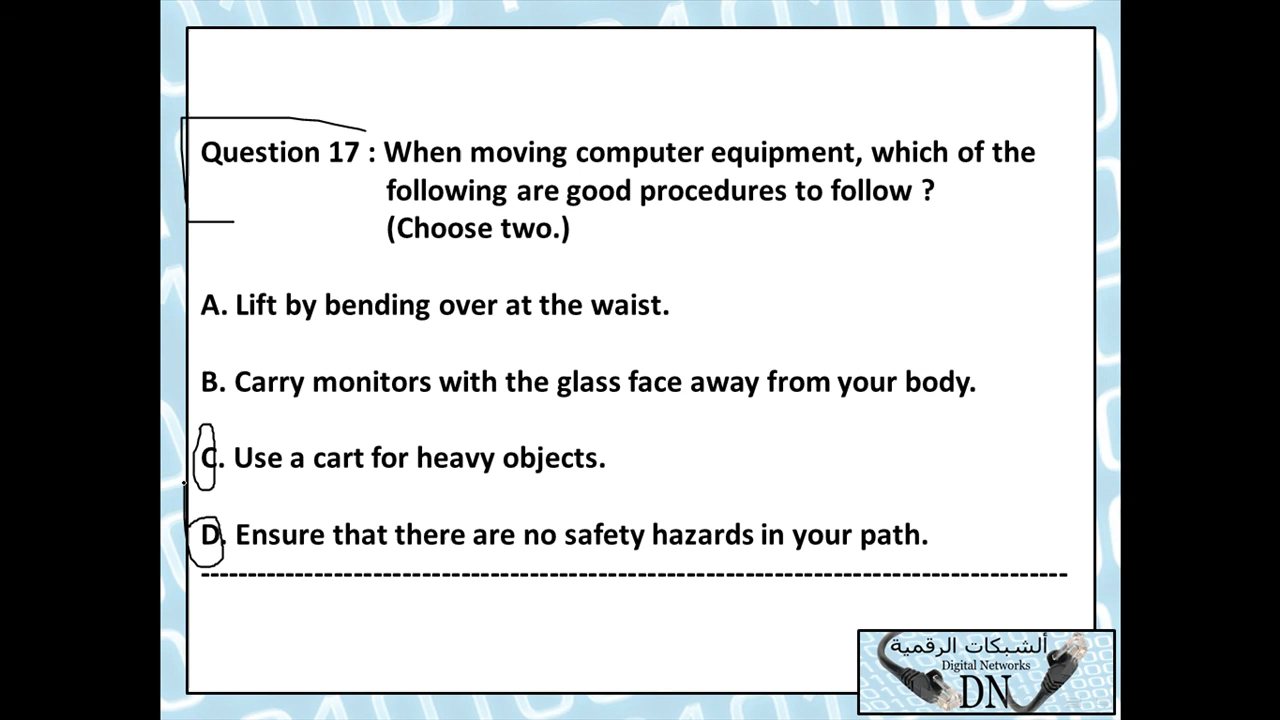 Question 17 : When moving computer equipment, which of the
following are good procedures to follow ?
(Choose two.)
A. Lift by bending over at the waist.
B. Carry monitors with the glass face away from your body.
C. Use a cart for heavy objects.
D. Ensure that there are no safety hazards in your path.
ألشبكات الرقمية
Digital Networks
DN